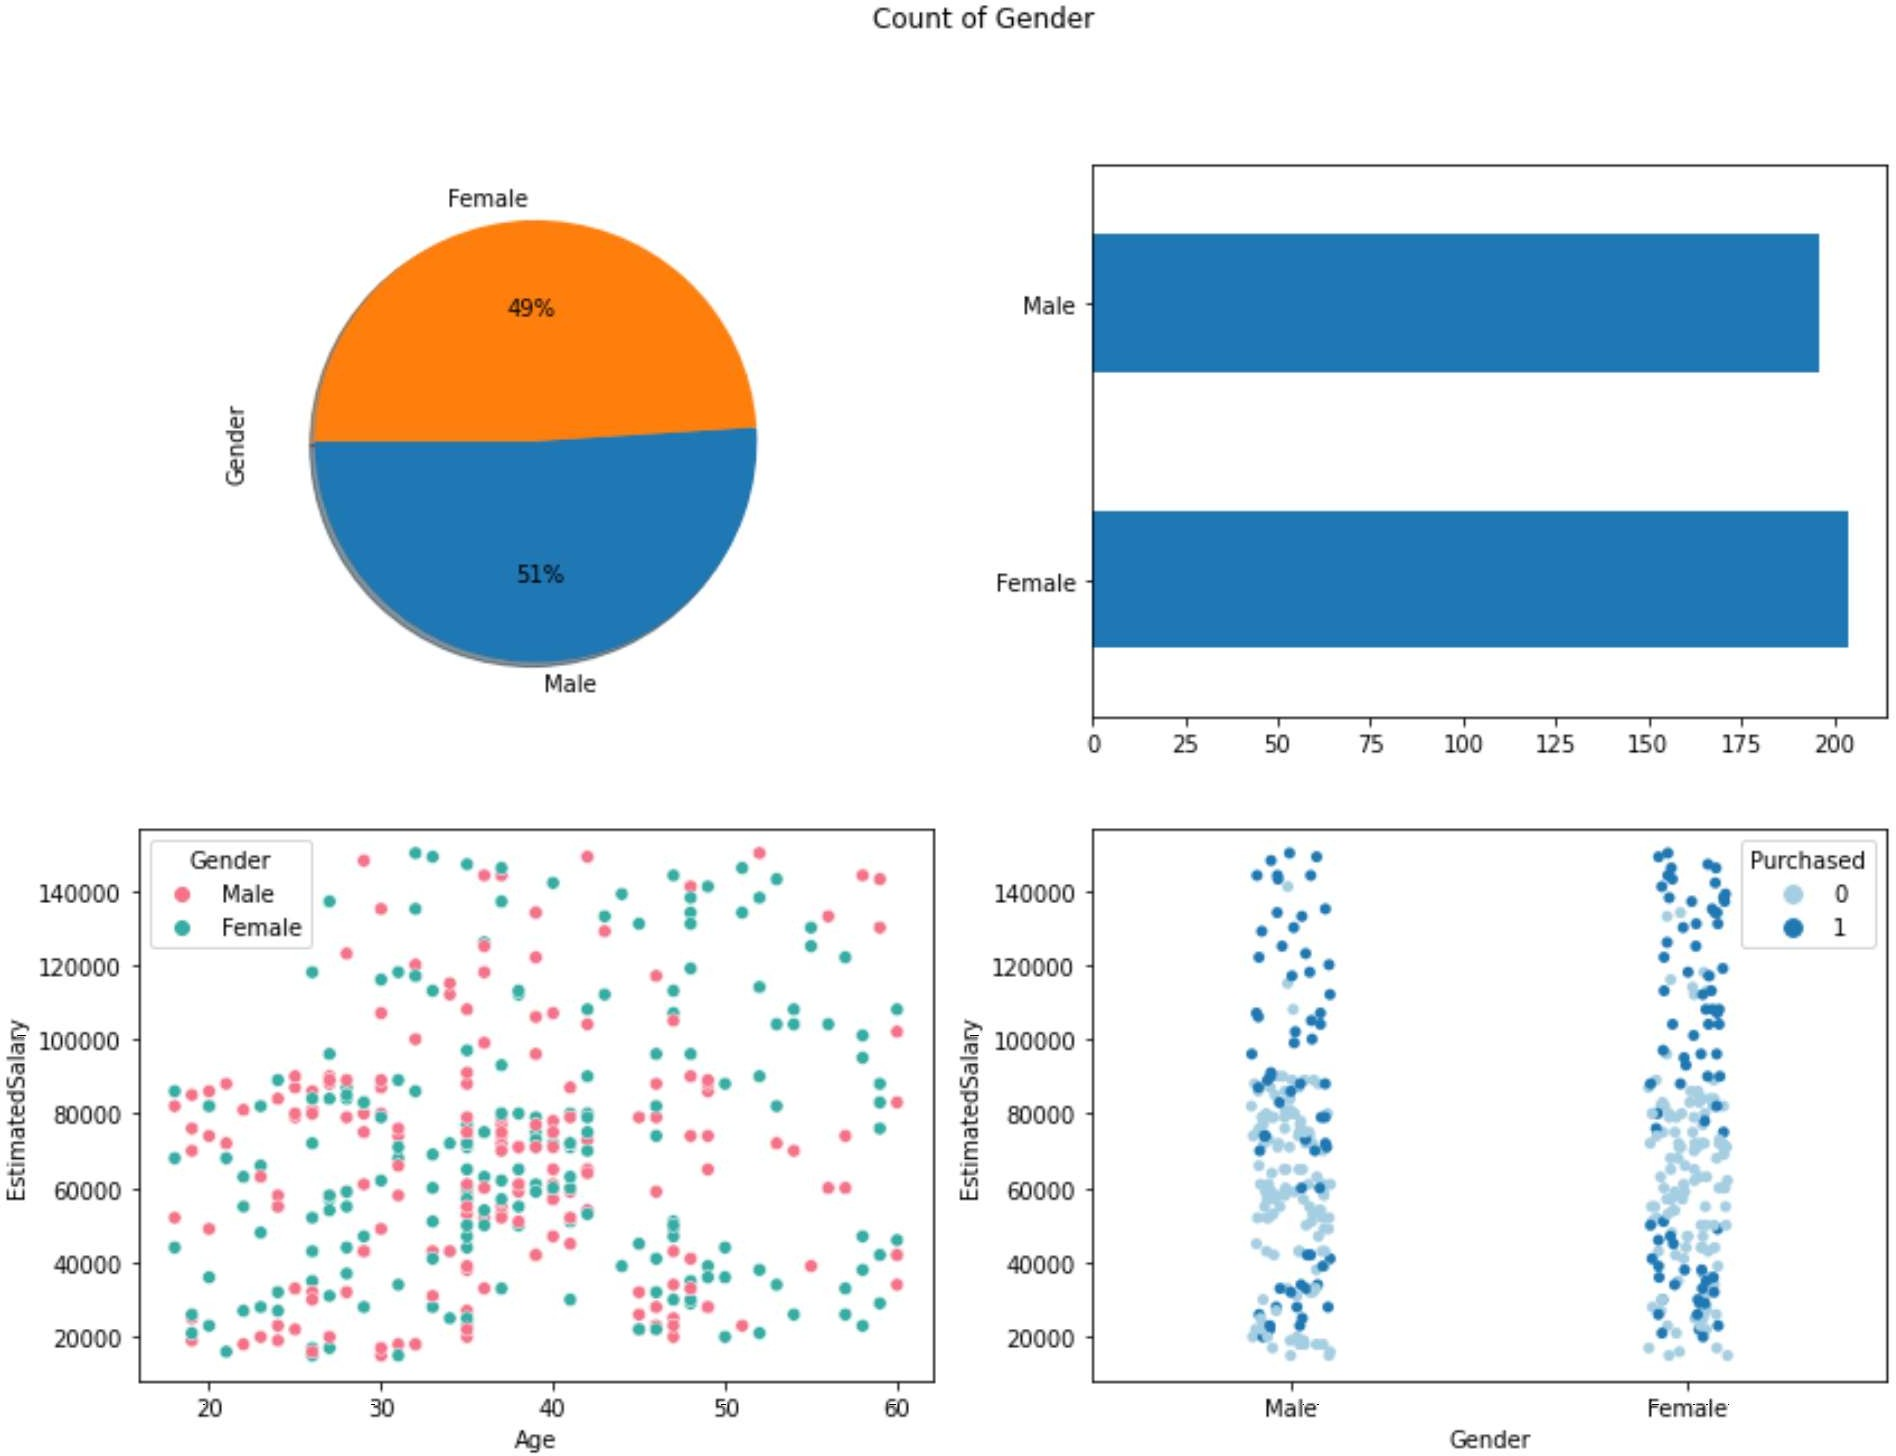 Count of Gender
Female
49%
Gender
51%
Male
Male
Female
0 25 50 75 100 125 150 175 200
Gender
Male
Female
140000
120000
100000
80000
60000
40000
20000
EstimatedSalary
20 30 40 50 60
Age
Purchased
0
1
140000
120000
100000
80000
60000
40000
20000
EstimatedSalary
Male Female
Gender